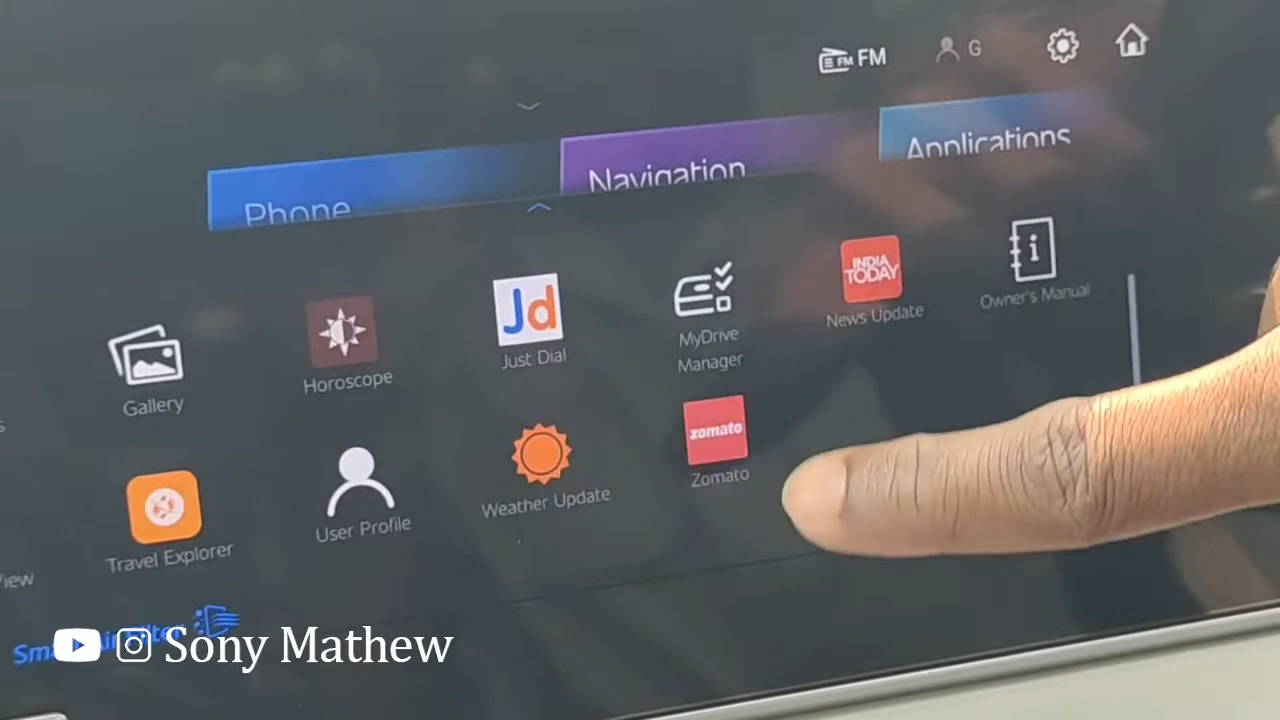 FM FM
G
Phone
Navigation
Applications
Gallery
Horoscope
Jd
Just Dial
MyDrive
Manager
INDIA
TODAY
News Update
i
Owner's Manual
Travel Explorer
User Profile
Weather Update
zomato
Zomato
Sony Mathew